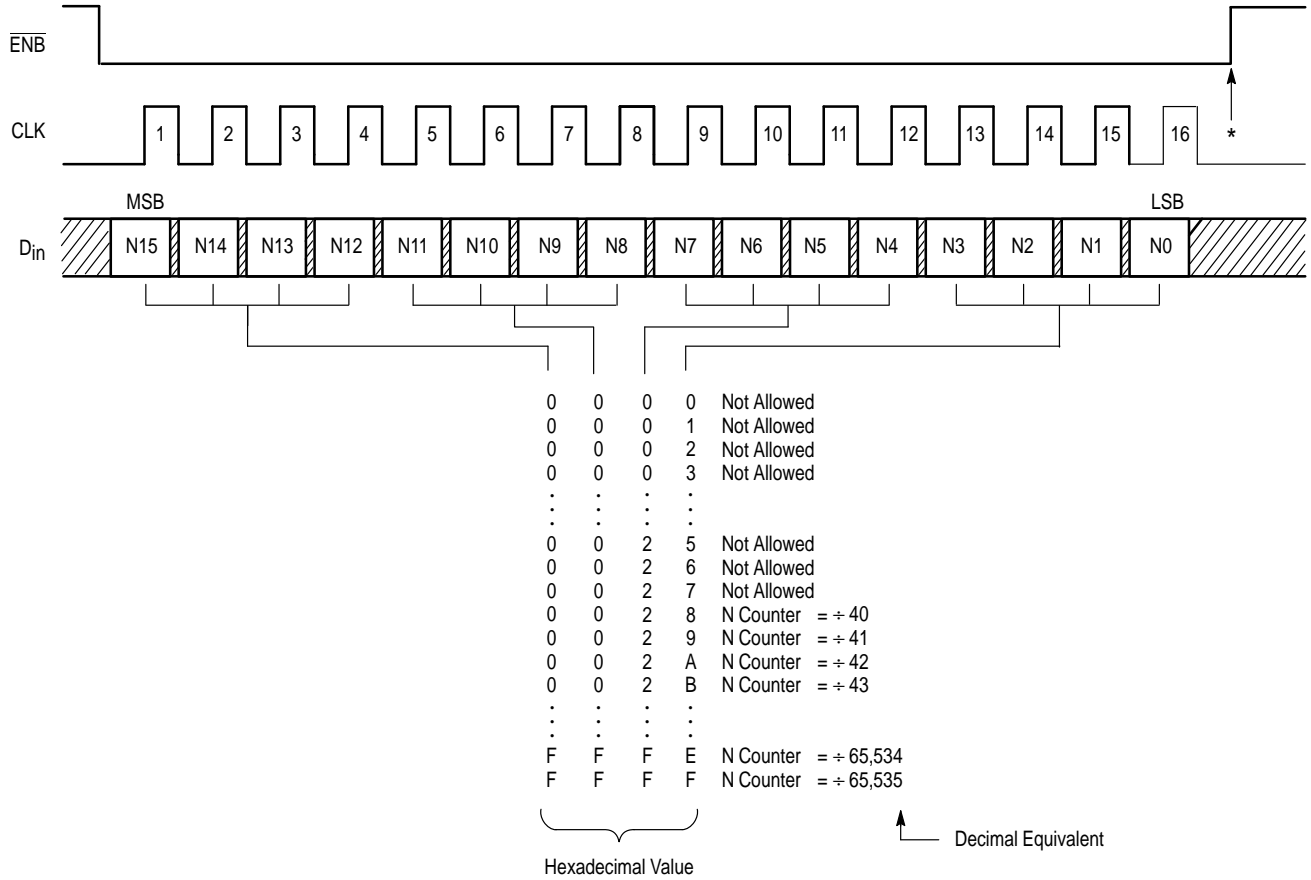 ENB
CLK 1 2 3 4 5 6 7 8 9 10 11 12 13 14 15 16 *
MSB LSB
Din N15 N14 N13 N12 N11 N10 N9 N8 N7 N6 N5 N4 N3 N2 N1 N0
0 0 0 0 Not Allowed
0 0 0 1 Not Allowed
0 0 0 2 Not Allowed
0 0 0 3 Not Allowed
. . . .
. . . .
. . . .
0 0 2 5 Not Allowed
0 0 2 6 Not Allowed
0 0 2 7 Not Allowed
0 0 2 8 N Counter = ÷ 40
0 0 2 9 N Counter = ÷ 41
0 0 2 A N Counter = ÷ 42
0 0 2 B N Counter = ÷ 43
. . . .
. . . .
. . . .
F F F E N Counter = ÷ 65,534
F F F F N Counter = ÷ 65,535
Decimal Equivalent
Hexadecimal Value